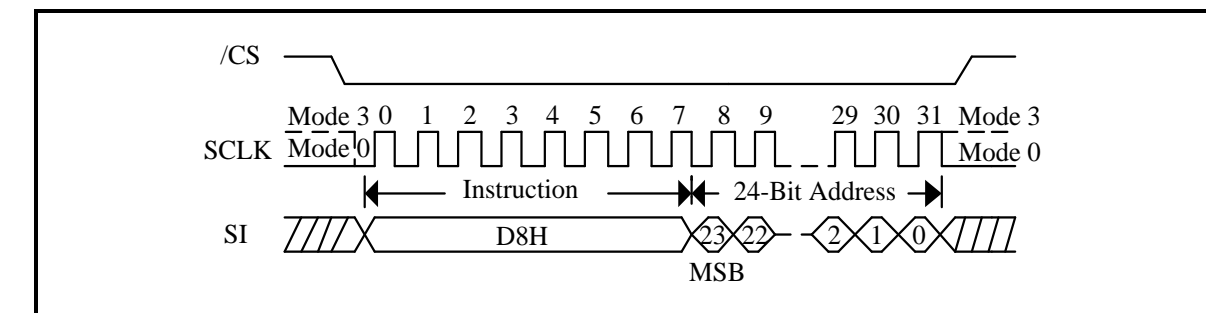 /CS
Mode 3 0 1 2 3 4 5 6 7 8 9 29 30 31 Mode 3
SCLK Mode 0 Mode 0
Instruction 24-Bit Address
SI D8H 23 22 2 1 0
MSB